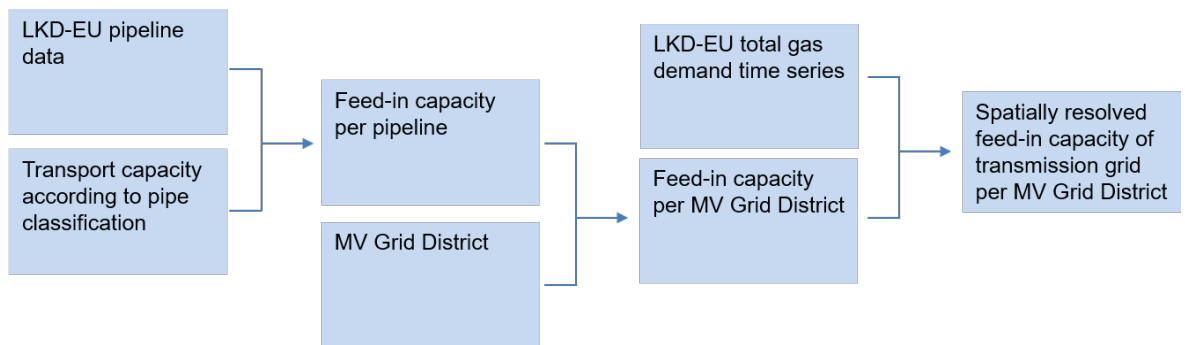 LKD-EU pipeline
data
Transport capacity
according to pipe
classification
Feed-in capacity
per pipeline
MV Grid District
LKD-EU total gas
demand time series
Feed-in capacity
per MV Grid District
Spatially resolved
feed-in capacity of
transmission grid
per MV Grid District